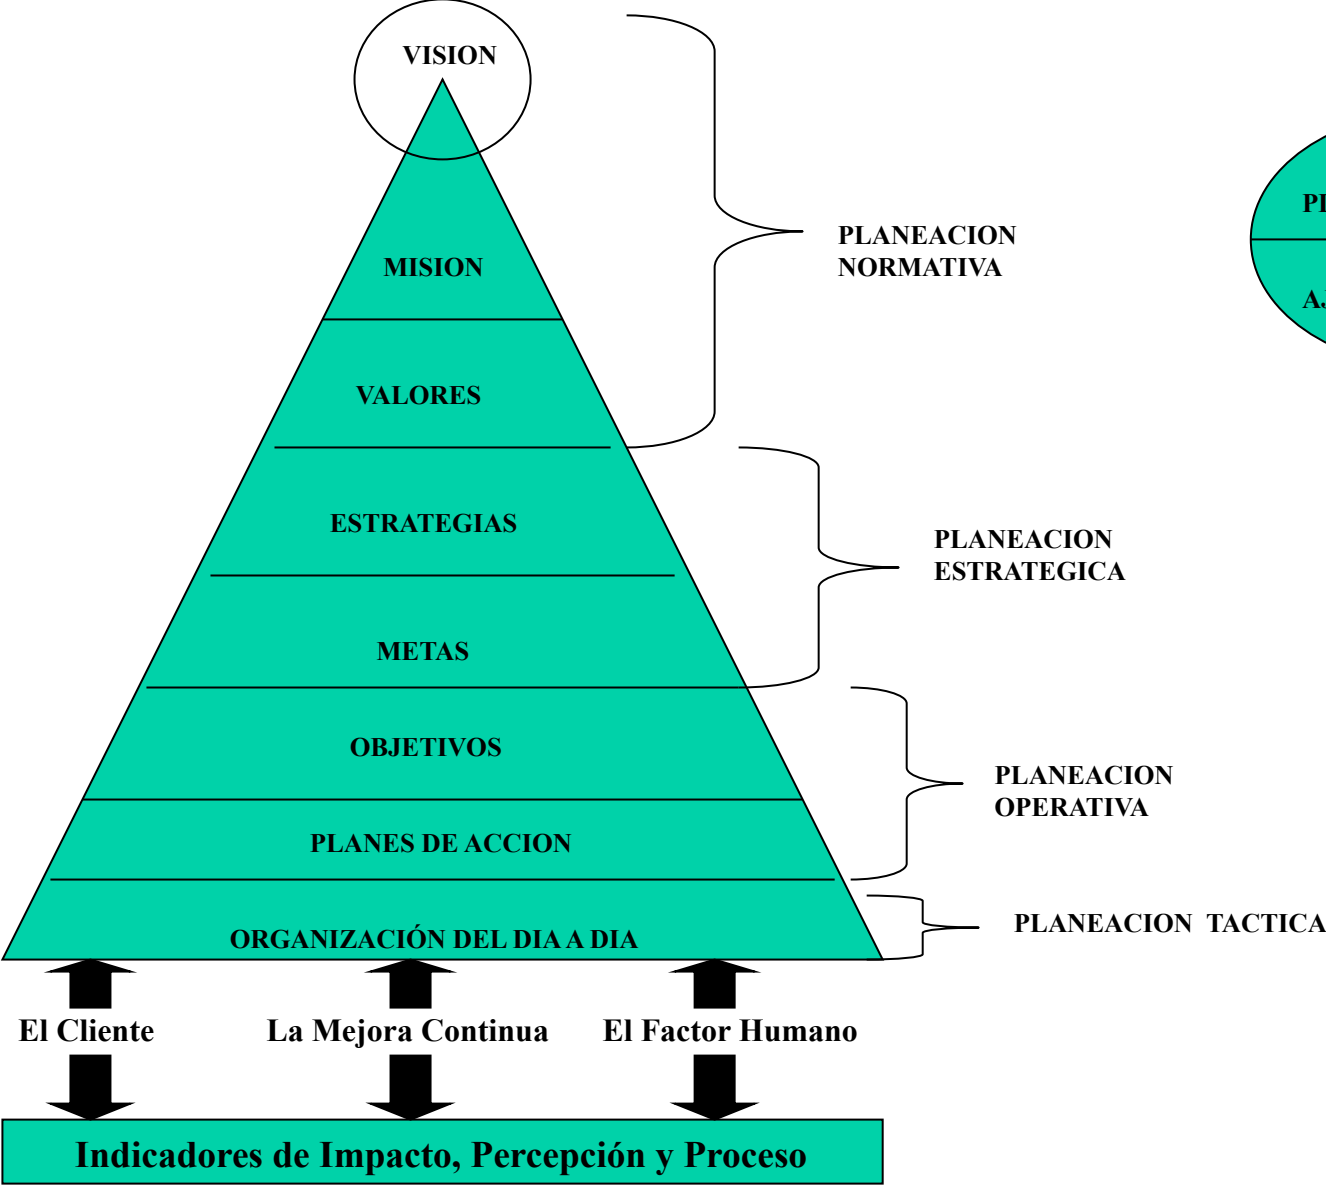 VISION
MISION
VALORES
ESTRATEGIAS
METAS
OBJETIVOS
PLANES DE ACCION
ORGANIZACIÓN DEL DIA A DIA
PLANEACION
NORMATIVA
PLANEACION
ESTRATEGICA
PLANEACION
OPERATIVA
PLANEACION TACTICA
El Cliente
La Mejora Continua
El Factor Humano
Indicadores de Impacto, Percepción y Proceso